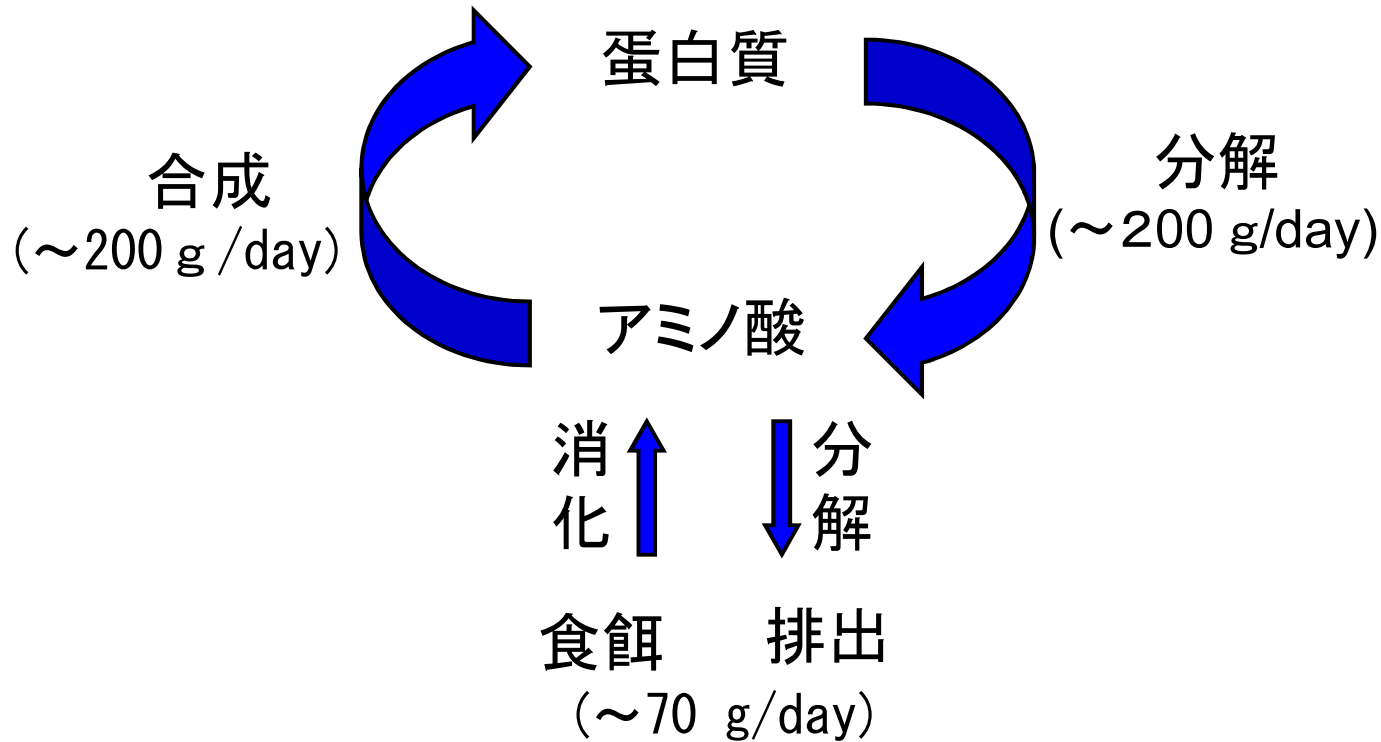 蛋白質
合成
(～200 g /day)
分解
(～200 g/day)
アミノ酸
消化
分解
食餌
排出
(～70 g/day)